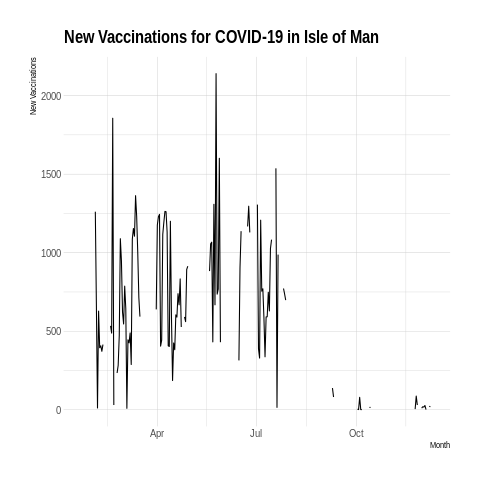 New Vaccinations for COVID-19 in Isle of Man
New Vaccinations
2000
1500
1000
500
0
Apr
Jul
Oct
Month